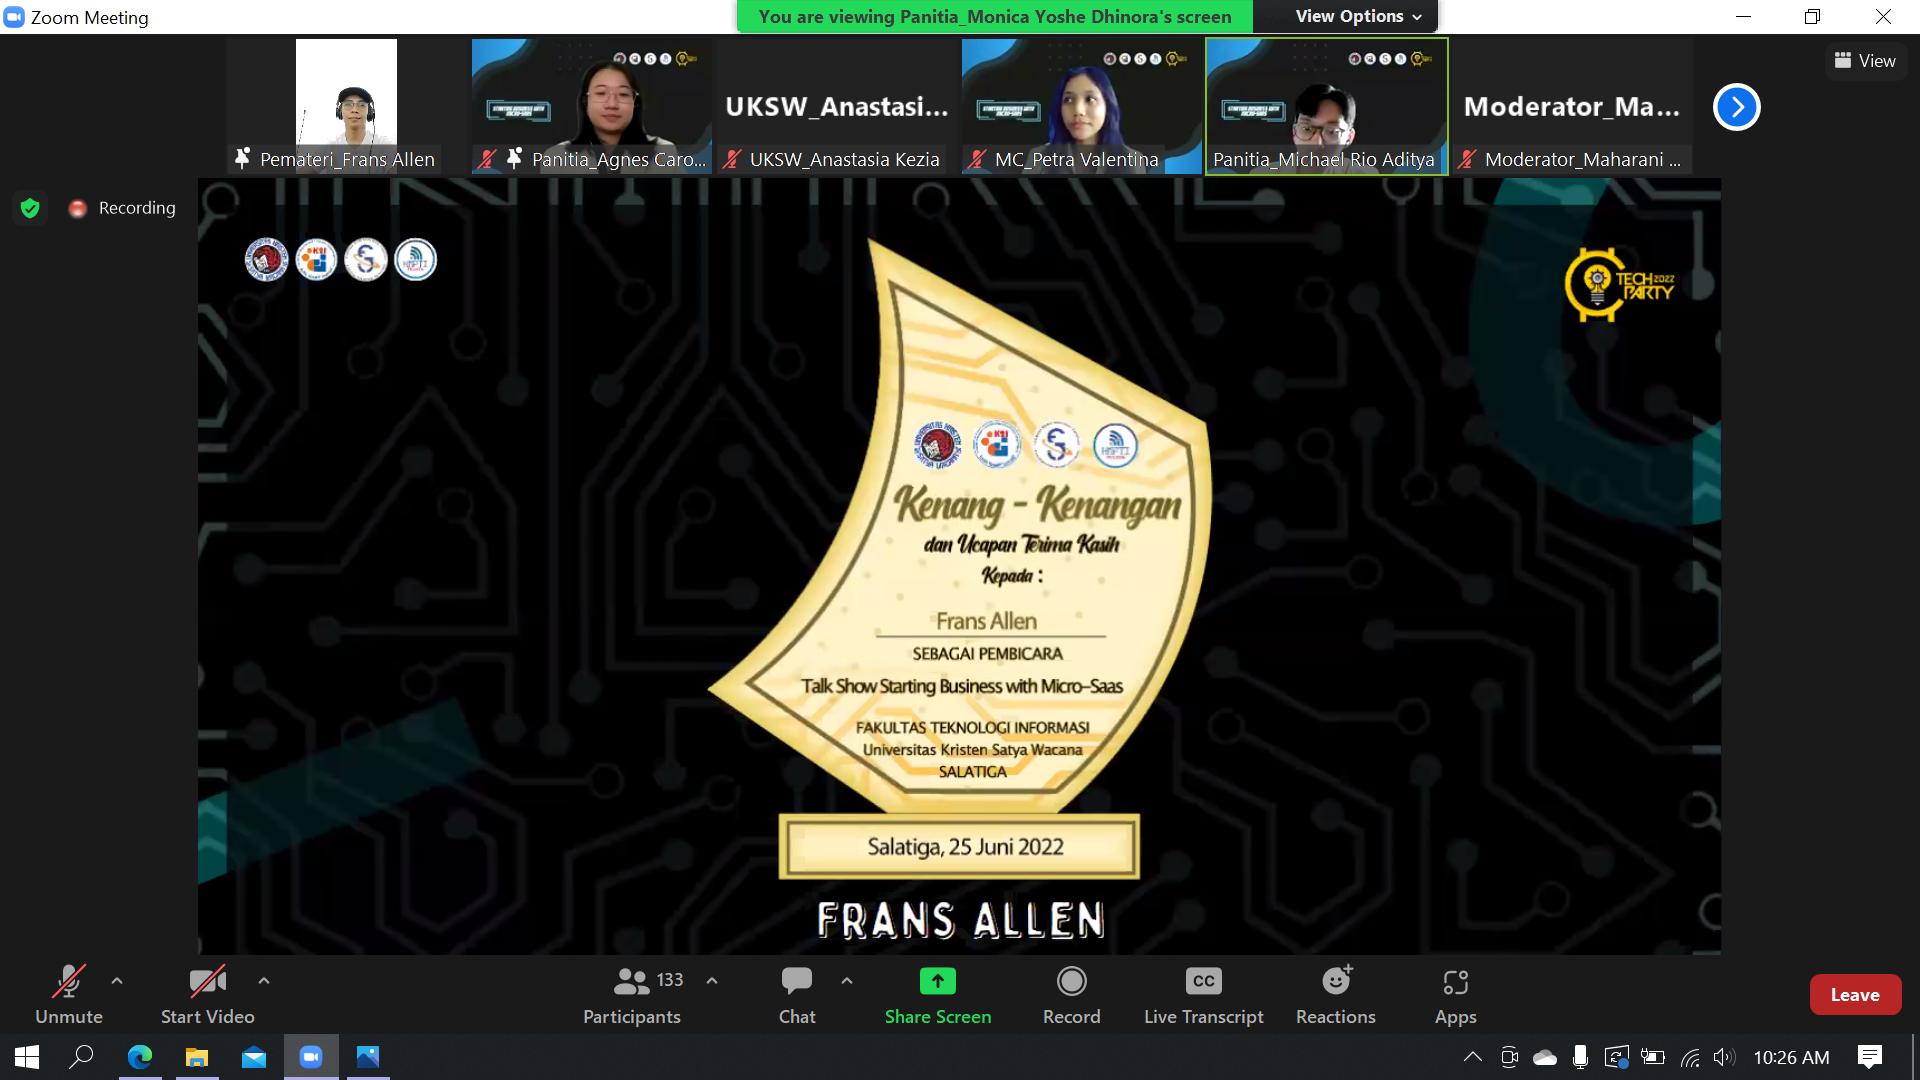 Zoom Meeting
You are viewing Panitia_Monica Yoshe Dhinora's screen
View Options
View
UKSW_Anastasi...
Moderator_Ma...
Pemateri_Frans Allen
Panitia_Agnes Caro...
UKSW_Anastasia Kezia
MC_Petra Valentina
Panitia_Michael Rio Aditya
Moderator_Maharani ...
Recording
TECH 2022
PARTY
Kenang - Kenangan
dan Ucapan Terima Kasih
Kepada :
Frans Allen
SEBAGAI PEMBICARA
Talk Show Starting Business with Micro-Saas
FAKULTAS TEKNOLOGI INFORMASI
Universitas Kristen Satya Wacana
SALATIGA
Salatiga, 25 Juni 2022
FRANS ALLEN
Unmute
Start Video
133
Participants
Chat
Share Screen
Record
CC
Live Transcript
Reactions
Apps
Leave
10:26 AM